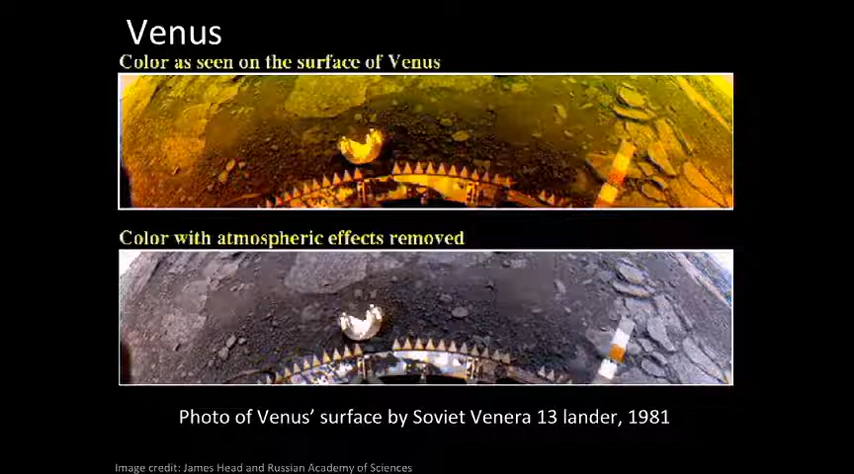 Venus
Color as seen on the surface of Venus
Color with atmospheric effects removed
Photo of Venus’ surface by Soviet Venera 13 lander, 1981
Image credit: James Head and Russian Academy of Sciences